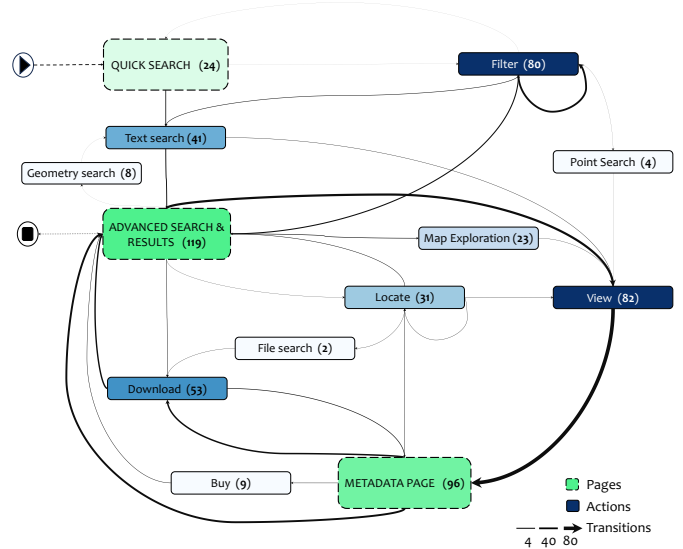 QUICK SEARCH (24)
Filter (80)
Text search (41)
Point Search (4)
Geometry search (8)
ADVANCED SEARCH &
RESULTS (119)
Map Exploration (23)
Locate (31)
View (82)
File search (2)
Download (53)
Buy (9)
METADATA PAGE (96)
Pages
Actions
Transitions
4 40 80